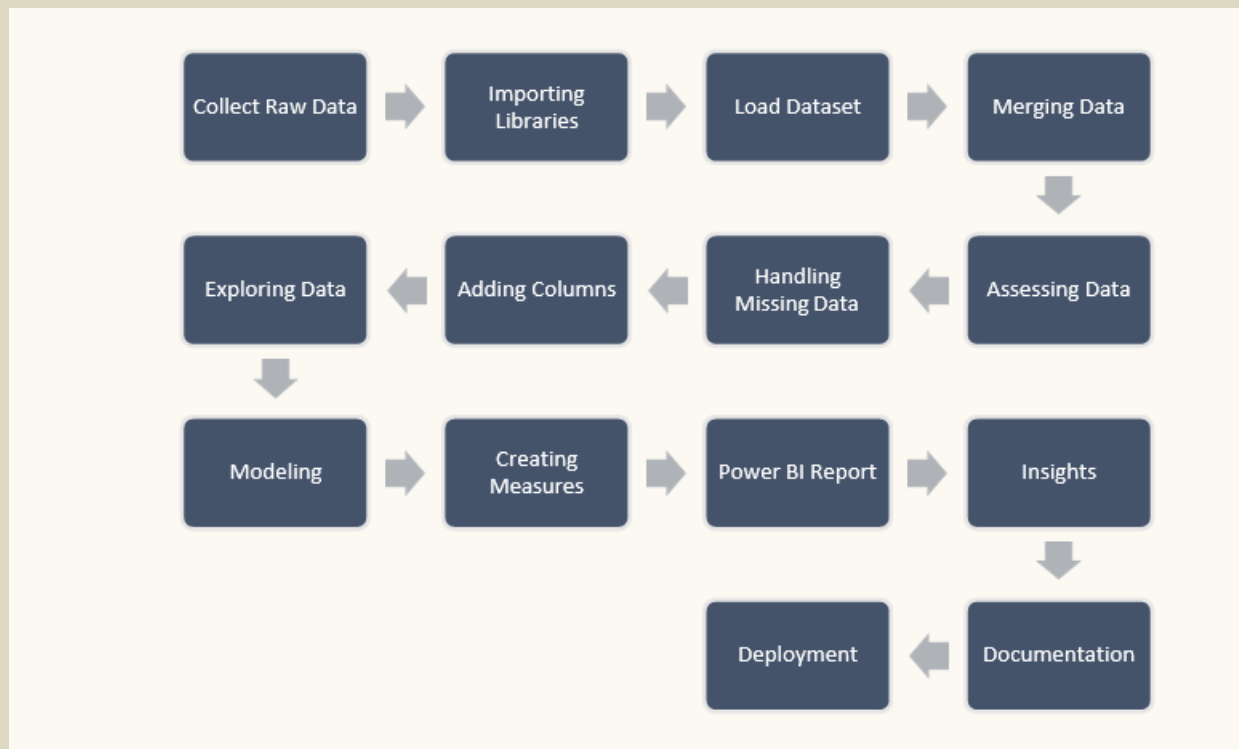 Collect Raw Data
Importing
Libraries
Load Dataset
Merging Data
Assessing Data
Handling
Missing Data
Adding Columns
Exploring Data
Modeling
Creating
Measures
Power BI Report
Insights
Documentation
Deployment